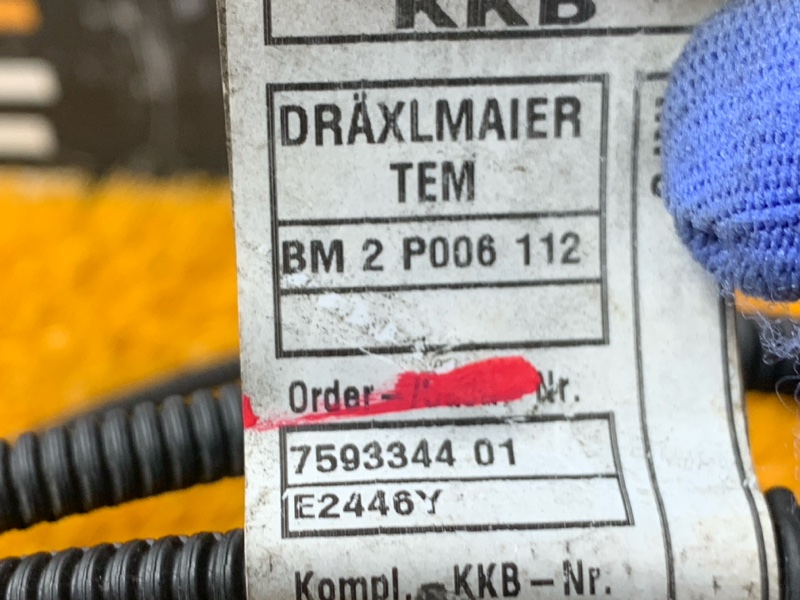 KKB
DRÄXLMAIER
TEM
BM 2 P006 112
Order- Nr.
7593344 01
E2446Y
Kompl.-KKB-Nr.